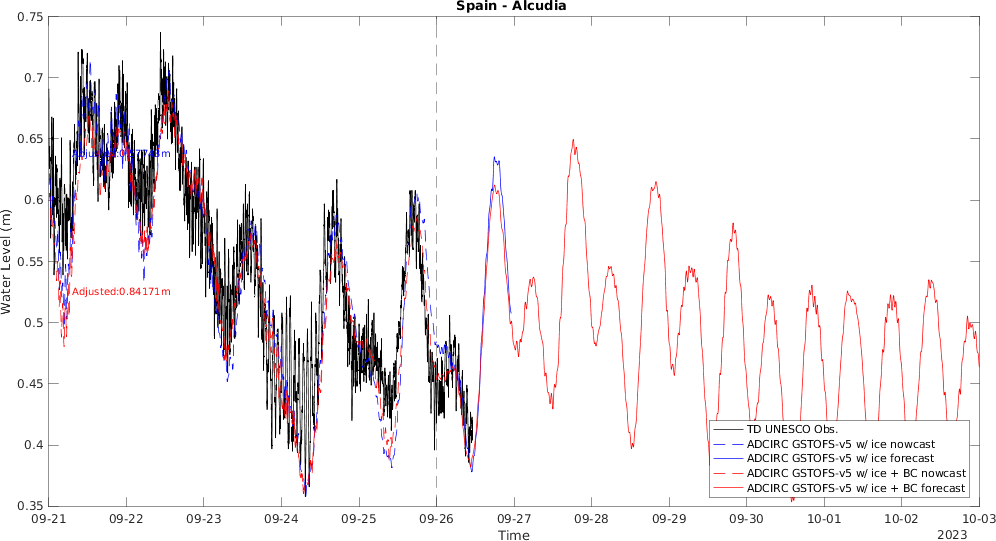 Spain - Alcudia
0.75
0.7
0.65
0.6
0.55
0.5
0.45
0.4
0.35
Water Level (m)
Adjusted:0.84171m
TD UNESCO Obs.
ADCIRC GSTOFS-v5 w/ ice nowcast
ADCIRC GSTOFS-v5 w/ ice forecast
ADCIRC GSTOFS-v5 w/ ice + BC nowcast
ADCIRC GSTOFS-v5 w/ ice + BC forecast
09-21 09-22 09-23 09-24 09-25 09-26 09-27 09-28 09-29 09-30 10-01 10-02 10-03
Time
2023